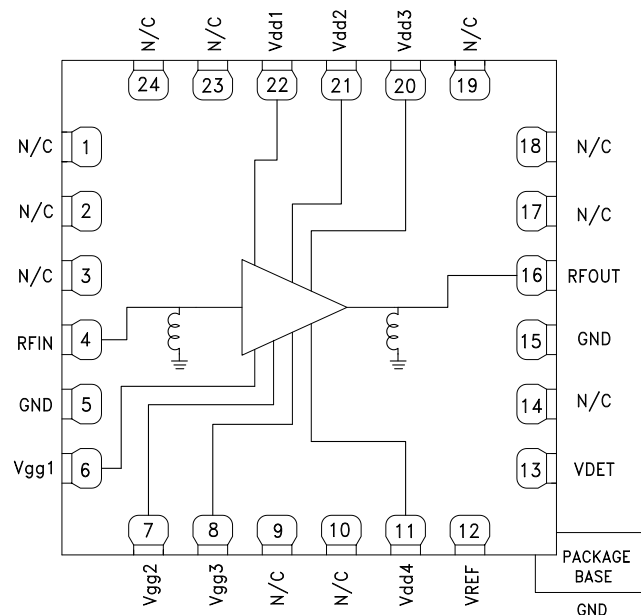 N/C
N/C
Vdd1
Vdd2
Vdd3
N/C
24
23
22
21
20
19
N/C
1
18
N/C
N/C
2
17
N/C
N/C
3
16
RFOUT
RFIN
4
15
GND
GND
5
14
N/C
Vgg1
6
13
VDET
7
8
9
10
11
12
Vgg2
Vgg3
N/C
N/C
Vdd4
VREF
PACKAGE
BASE
GND